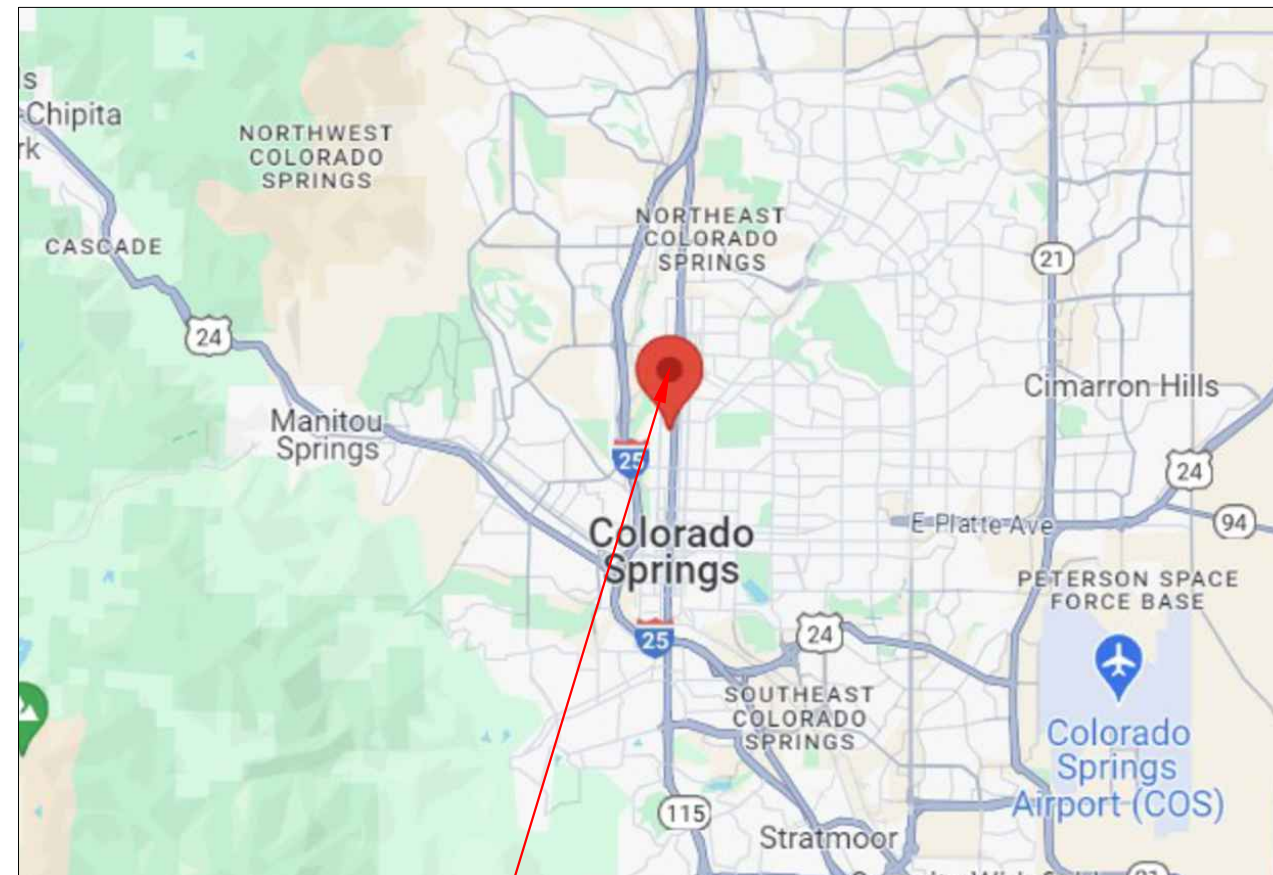 s
-Chipita
rk
NORTHWEST
COLORADO
SPRINGS
CASCADE
NORTHEAST
COLORADO
SPRINGS
21
24
Manitou
Springs
Cimarron Hills
25
24
Colorado
Springs
E Platte Ave
94
PETERSON SPACE
FORCE BASE
25
24
SOUTHEAST
COLORADO
SPRINGS
Colorado
Springs
Airport (COS)
115
Stratmoor